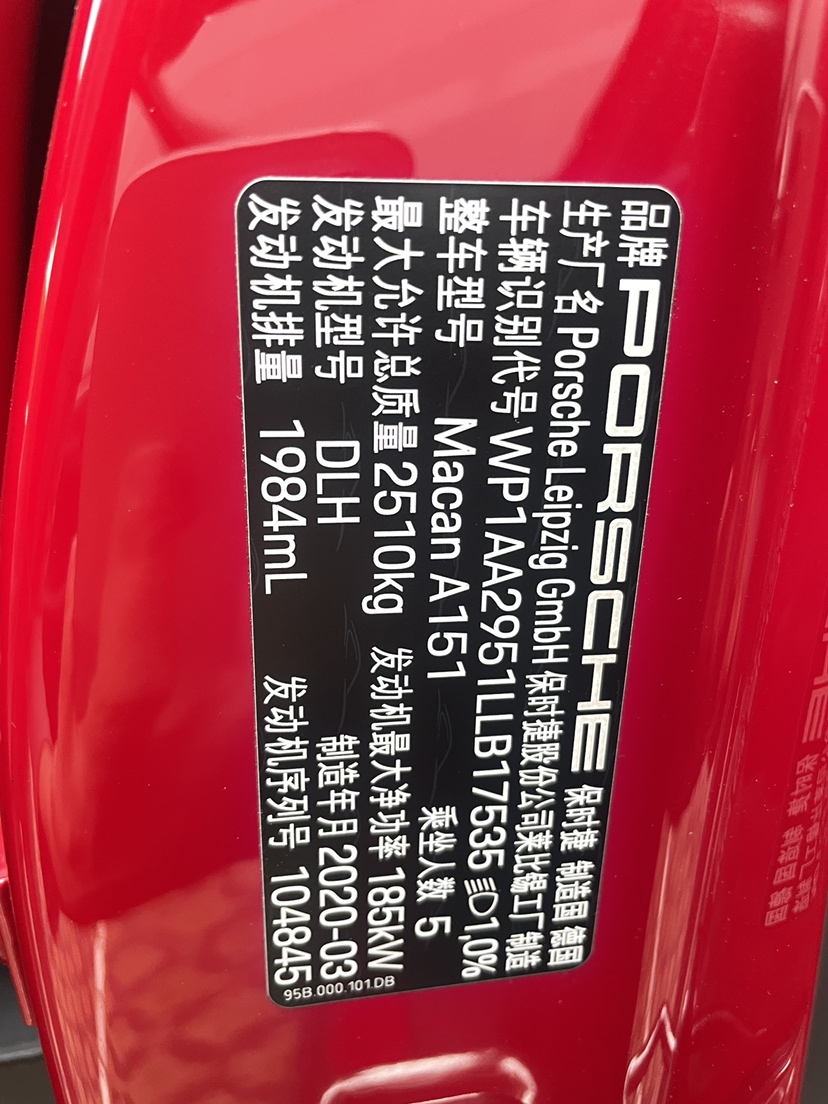 品牌 PORSCHE 保时捷 制造国 德国
生产厂名 Porsche Leipzig GmbH 保时捷股份公司莱比锡工厂 制造
车辆识别代号 WP1AA2951LLB17535 1,0%
整车型号 Macan A151 乘坐人数 5
最大允许总质量 2510kg 发动机最大净功率 185kW
发动机型号 DLH 制造年月 2020-03
发动机排量 1984mL 发动机序列号 104845
95B.000.101.DB